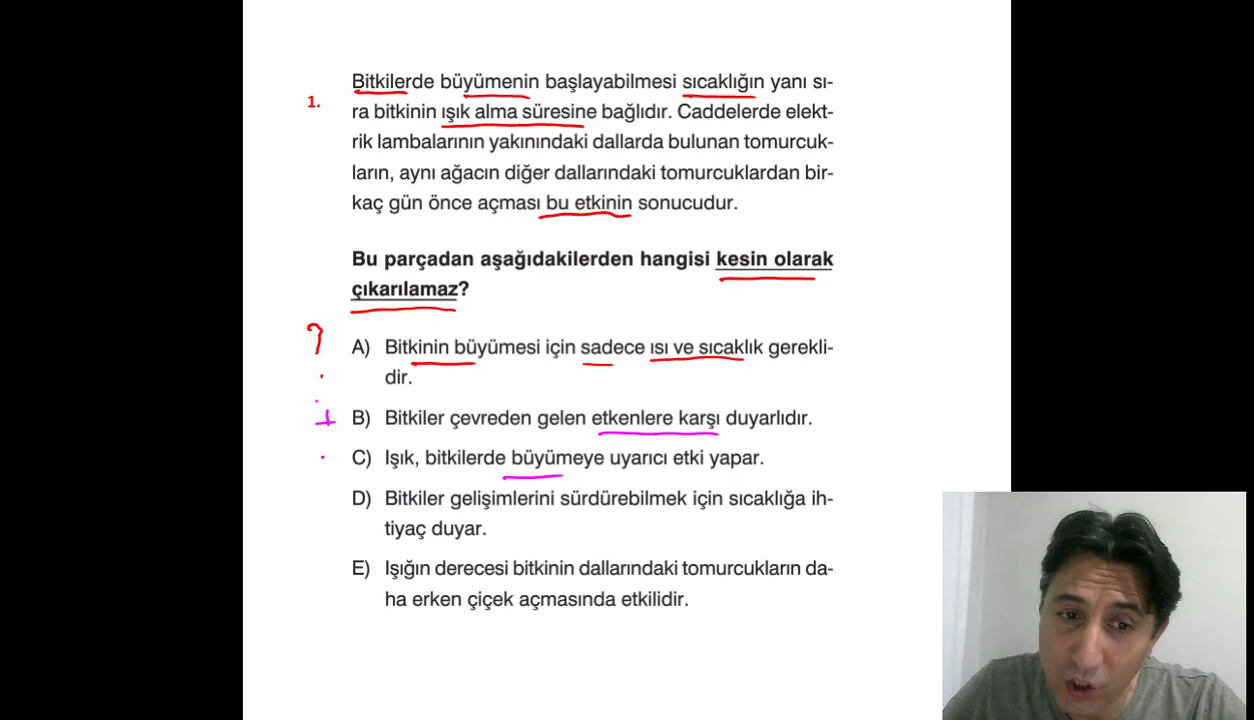 Bitkilerde büyümenin başlayabilmesi sıcaklığın yanı sı-
1.
ra bitkinin ışık alma süresine bağlıdır. Caddelerde elekt-
rik lambalarının yakınındaki dallarda bulunan tomurcuk-
ların, aynı ağacın diğer dallarındaki tomurcuklardan bir-
kaç gün önce açması bu etkinin sonucudur.
Bu parçadan aşağıdakilerden hangisi kesin olarak
çıkarılamaz?
?
A) Bitkinin büyümesi için sadece ısı ve sıcaklık gerekli-
dir.
B) Bitkiler çevreden gelen etkenlere karşı duyarlıdır.
C) Işık, bitkilerde büyümeye uyarıcı etki yapar.
D) Bitkiler gelişimlerini sürdürebilmek için sıcaklığa ih-
tiyaç duyar.
E) Işığın derecesi bitkinin dallarındaki tomurcukların da-
ha erken çiçek açmasında etkilidir.